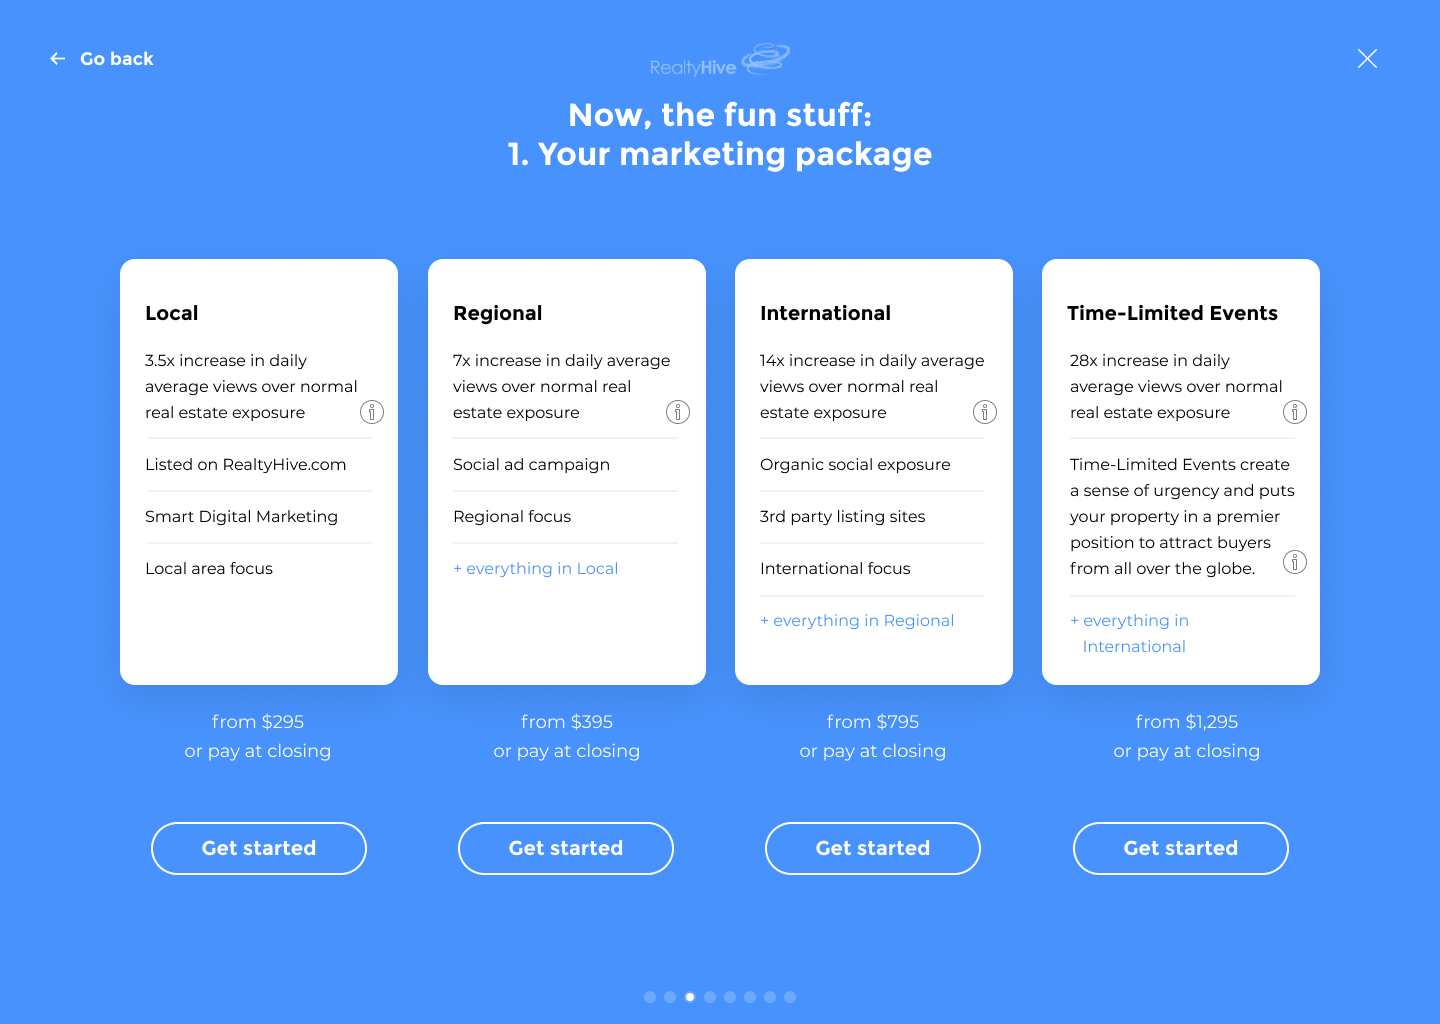 Go back
RealtyHive
Now, the fun stuff:
1. Your marketing package
Local
3.5x increase in daily
average views over normal
real estate exposure
Listed on RealtyHive.com
Smart Digital Marketing
Local area focus
from $295
or pay at closing
Get started
Regional
7x increase in daily average
views over normal real
estate exposure
Social ad campaign
Regional focus
+ everything in Local
from $395
or pay at closing
Get started
International
14x increase in daily average
views over normal real
estate exposure
Organic social exposure
3rd party listing sites
International focus
+ everything in Regional
from $795
or pay at closing
Get started
Time-Limited Events
28x increase in daily
average views over normal
real estate exposure
Time-Limited Events create
a sense of urgency and puts
your property in a premier
position to attract buyers
from all over the globe.
+ everything in
International
from $1,295
or pay at closing
Get started